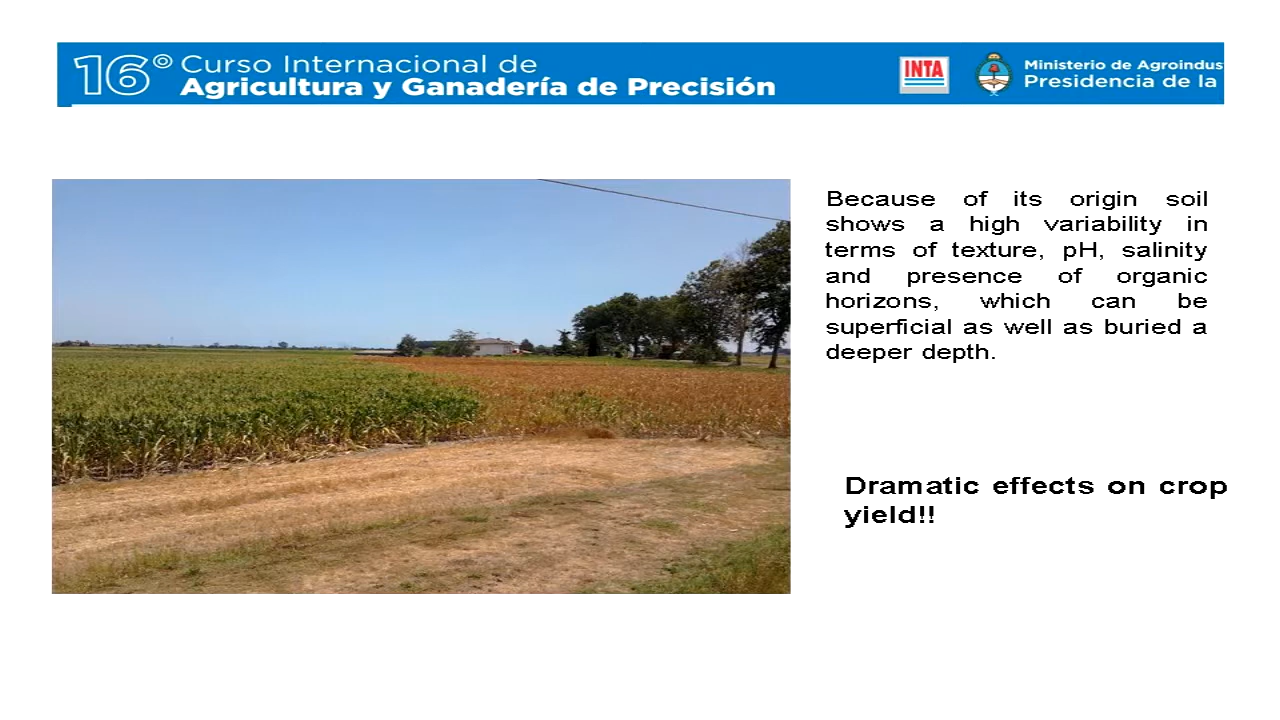 16° Curso Internacional de
Agricultura y Ganadería de Precisión
INTA
Ministerio de Agroindus
Presidencia de la
Because of its origin soil
shows a high variability in
terms of texture, pH, salinity
and presence of organic
horizons, which can be
superficial as well as buried a
deeper depth.
Dramatic effects on crop
yield!!